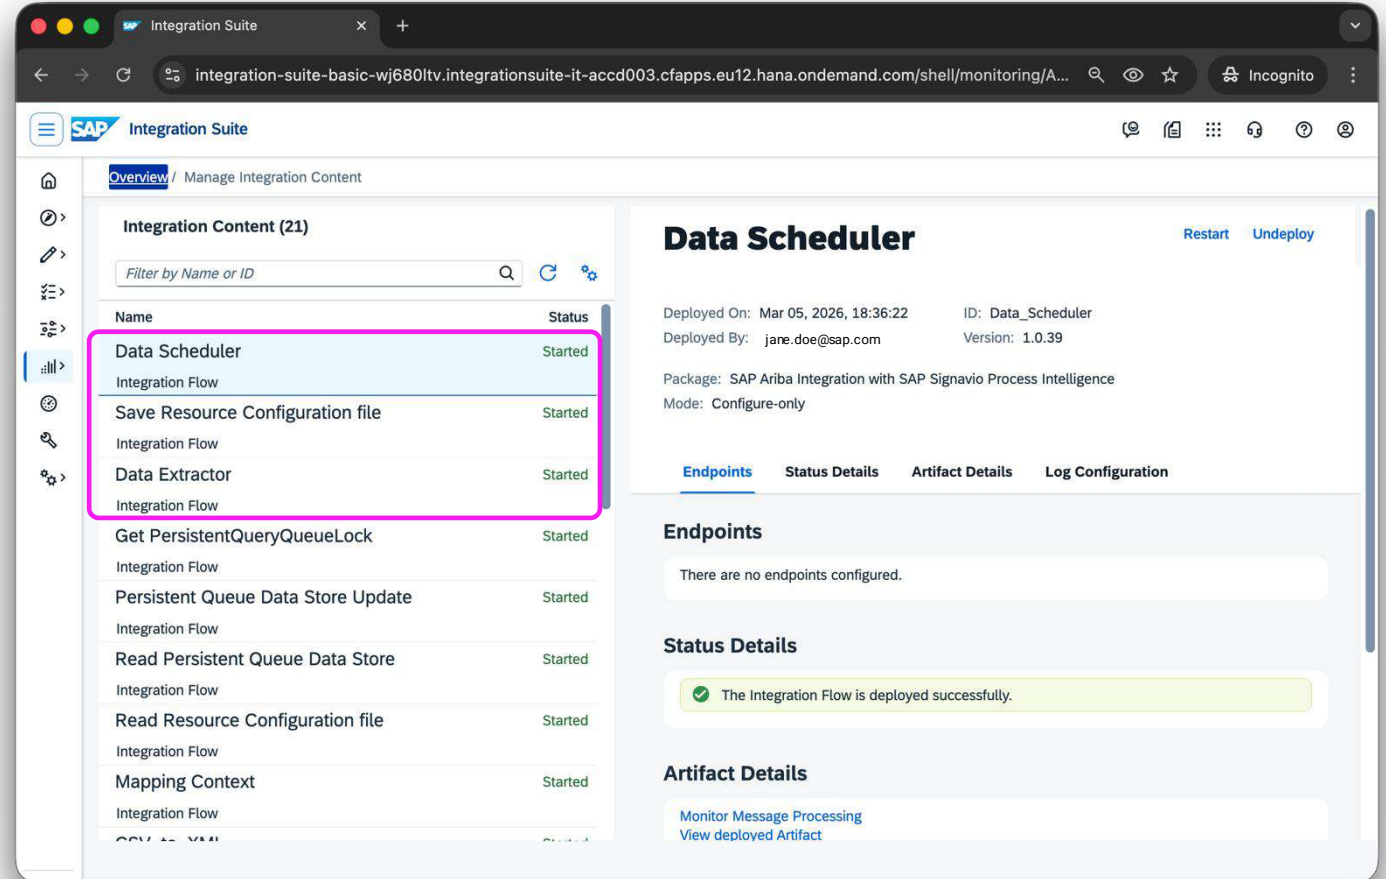 SAP Integration Suite
integration-suite-basic-wj680ltv.integrationsuite-it-accd003.cfapps.eu12.hana.ondemand.com/shell/monitoring/A...
Incognito
SAP Integration Suite
Overview / Manage Integration Content
Integration Content (21)
Filter by Name or ID
Name Status
Data Scheduler Started
Integration Flow
Save Resource Configuration file Started
Integration Flow
Data Extractor Started
Integration Flow
Get PersistentQueryQueueLock Started
Integration Flow
Persistent Queue Data Store Update Started
Integration Flow
Read Persistent Queue Data Store Started
Integration Flow
Read Resource Configuration file Started
Integration Flow
Mapping Context Started
Integration Flow
Data Scheduler
Restart Undeploy
Deployed On: Mar 05, 2026, 18:36:22 ID: Data_Scheduler
Deployed By: jane.doe@sap.com Version: 1.0.39
Package: SAP Ariba Integration with SAP Signavio Process Intelligence
Mode: Configure-only
Endpoints Status Details Artifact Details Log Configuration
Endpoints
There are no endpoints configured.
Status Details
The Integration Flow is deployed successfully.
Artifact Details
Monitor Message Processing
View deployed Artifact